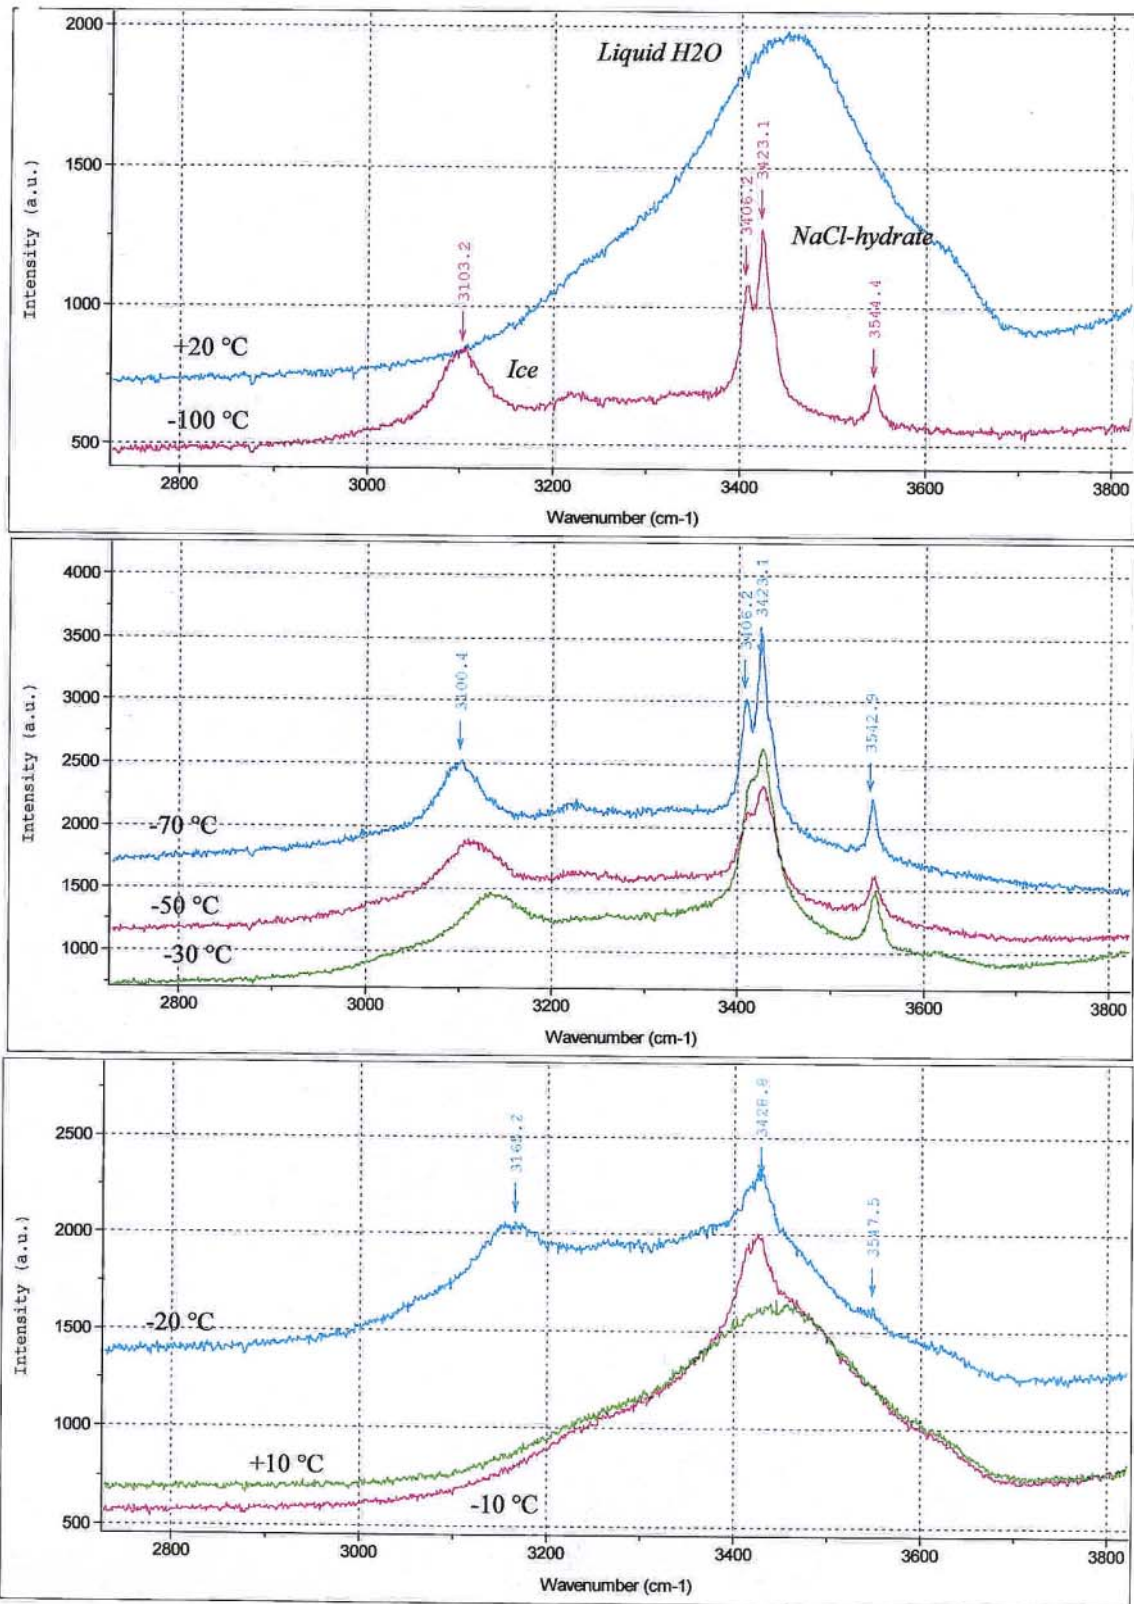 2000
1500
1000
500
Intensity (a.u.)
Liquid H2O
3423.1
3406.2
NaCl-hydrate
3103.2
3544.4
+20 °C
Ice
-100 °C
2800 3000 3200 3400 3600 3800
Wavenumber (cm-1)
4000
3500
3000
2500
2000
1500
1000
Intensity (a.u.)
3423.1
3406.2
3100.4
3542.9
-70 °C
-50 °C
-30 °C
2800 3000 3200 3400 3600 3800
Wavenumber (cm-1)
2500
2000
1500
1000
500
Intensity (a.u.)
3428.8
3165.2
3547.5
-20 °C
+10 °C
-10 °C
2800 3000 3200 3400 3600 3800
Wavenumber (cm-1)